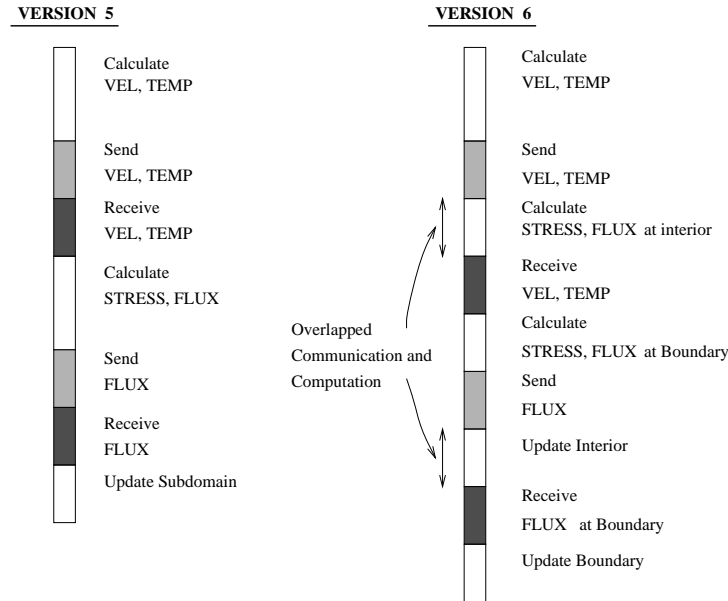 VERSION 5
Calculate
VEL, TEMP
Send
VEL, TEMP
Receive
VEL, TEMP
Calculate
STRESS, FLUX
Send
FLUX
Receive
FLUX
Update Subdomain
Overlapped
Communication and
Computation
VERSION 6
Calculate
VEL, TEMP
Send
VEL, TEMP
Calculate
STRESS, FLUX at interior
Receive
VEL, TEMP
Calculate
STRESS, FLUX at Boundary
Send
FLUX
Update Interior
Receive
FLUX at Boundary
Update Boundary